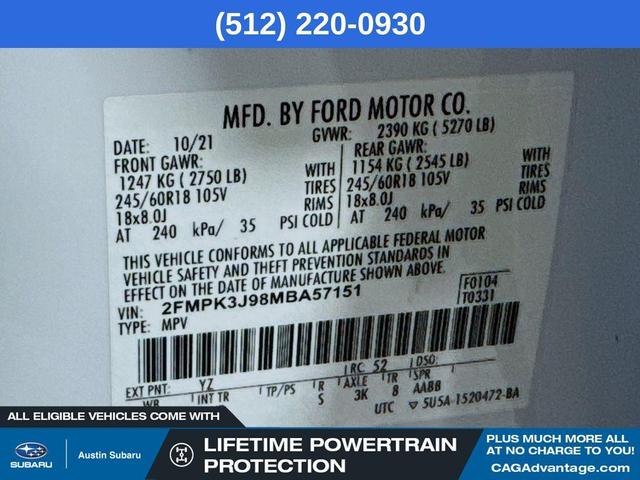 (512) 220-0930
MFD. BY FORD MOTOR CO.
DATE: 10/21
GVWR: 2390 KG ( 5270 LB)
FRONT GAWR:
1247 KG ( 2750 LB) WITH
245/60R18 105V TIRES
18x8.0J RIMS
AT 240 kPa/ 35 PSI COLD
REAR GAWR:
1154 KG ( 2545 LB) WITH
245/60R18 105V TIRES
18x8.0J RIMS
AT 240 kPa/ 35 PSI COLD
THIS VEHICLE CONFORMS TO ALL APPLICABLE FEDERAL MOTOR
VEHICLE SAFETY AND THEFT PREVENTION STANDARDS IN
EFFECT ON THE DATE OF MANUFACTURE SHOWN ABOVE.
VIN: 2FMPK3J98MBA57151
TYPE: MPV
F0104
T0331
EXT PNT: YZ RC: 52 DSO:
WB INT TR TP/PS R AXLE TR SPR
S 3K 8 AABB
UTC ▽ 5U5A-1520472-BA
ALL ELIGIBLE VEHICLES COME WITH
SUBARU
Austin Subaru
LIFETIME POWERTRAIN
PROTECTION
PLUS MUCH MORE ALL
AT NO CHARGE TO YOU!
CAGAdvantage.com